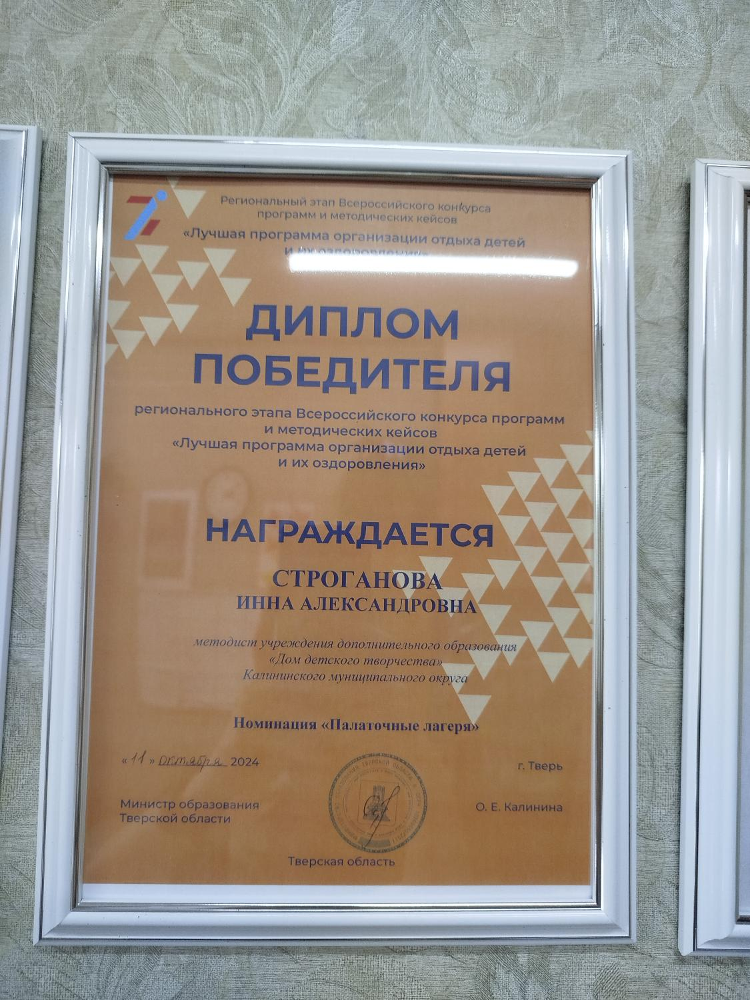 Региональный этап Всероссийского конкурса
программ и методических кейсов
«Лучшая программа организации отдыха детей
и их оздоровления»
ДИПЛОМ
ПОБЕДИТЕЛЯ
регионального этапа Всероссийского конкурса программ
и методических кейсов
«Лучшая программа организации отдыха детей
и их оздоровления»
НАГРАЖДАЕТСЯ
СТРОГАНОВА
ИННА АЛЕКСАНДРОВНА
методист учреждения дополнительного образования
«Дом детского творчества»
Калининского муниципального округа
Номинация «Палаточные лагеря»
«11» октября 2024
г. Тверь
Министр образования
Тверской области
О. Е. Калинина
Тверская область